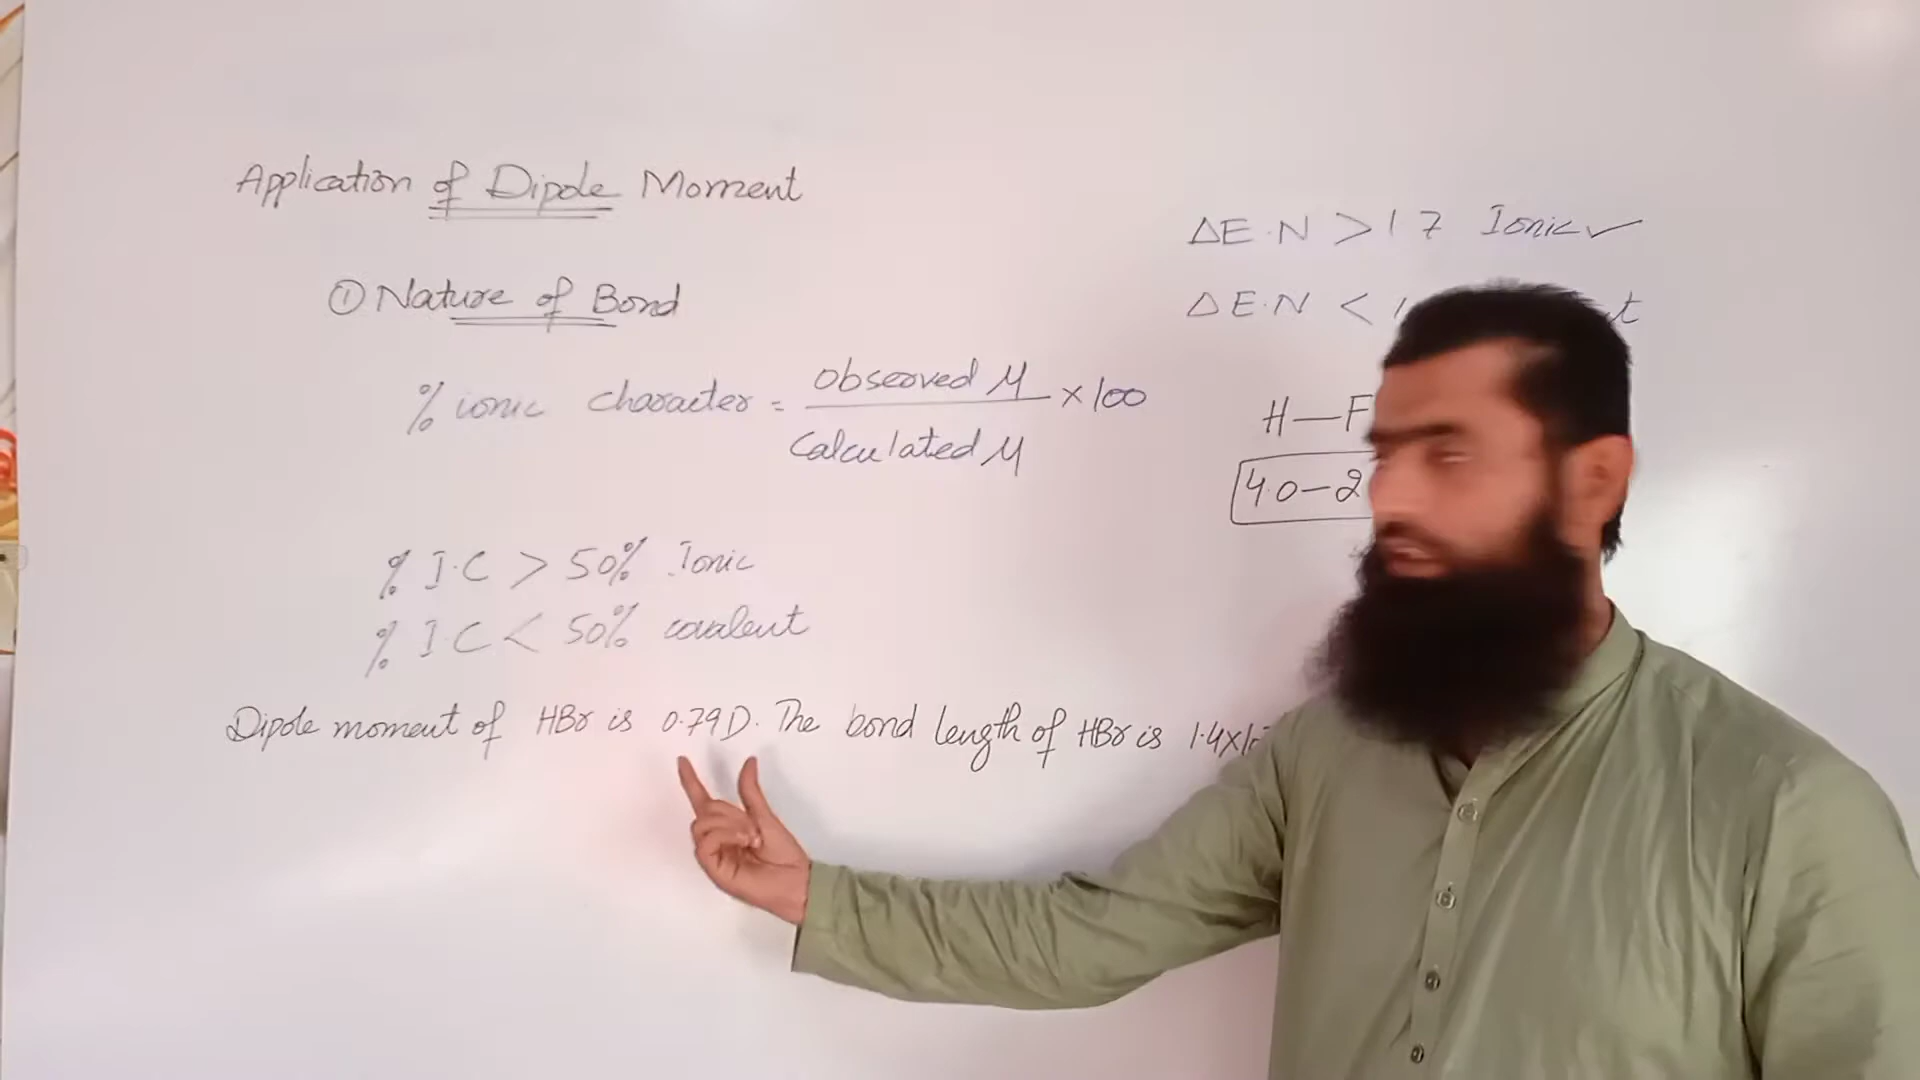 Application of Dipole Moment
① Nature of Bond
% ionic character = observed M / Calculated M × 100
% I.C > 50% Ionic
% I.C < 50% covalent
Dipole moment of HBr is 0.79D. The bond length of HBr is 1.4×10
ΔE.N > 1 7 Ionic ✓
ΔE.N <
H—F
4.0—2